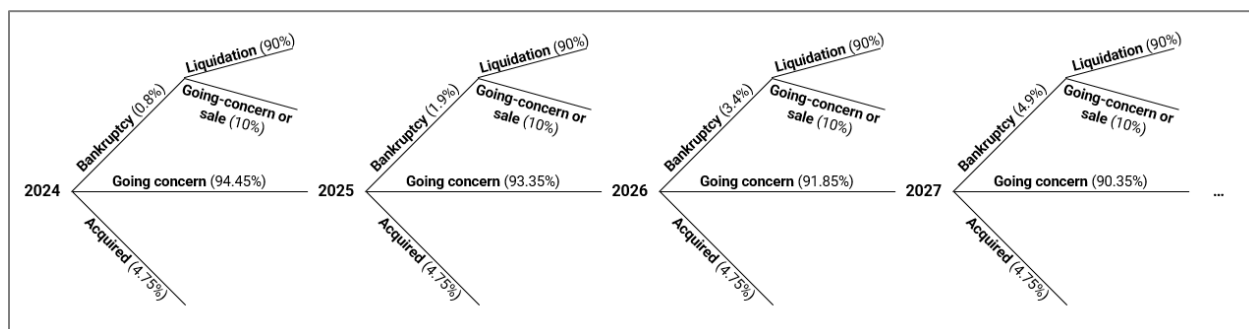 Liquidation (90%)
Going-concern or
sale (10%)
Bankruptcy (0.8%)
2024
Going concern (94.45%)
Acquired (4.75%)
Liquidation (90%)
Going-concern or
sale (10%)
Bankruptcy (1.9%)
2025
Going concern (93.35%)
Acquired (4.75%)
Liquidation (90%)
Going-concern or
sale (10%)
Bankruptcy (3.4%)
2026
Going concern (91.85%)
Acquired (4.75%)
Liquidation (90%)
Going-concern or
sale (10%)
Bankruptcy (4.9%)
2027
Going concern (90.35%)
Acquired (4.75%)
...